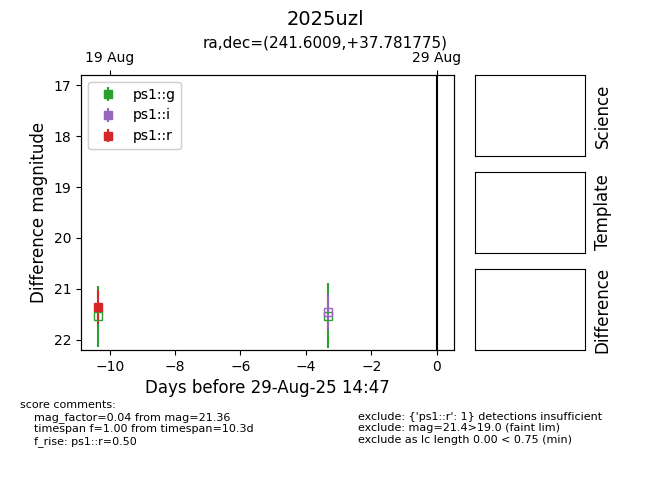 2025uzl
ra,dec=(241.6009,+37.781775)
19 Aug
29 Aug
17
18
19
20
21
22
Difference magnitude
ps1::g
ps1::i
ps1::r
−10
−8
−6
−4
−2
0
Days before 29-Aug-25 14:47
Science
Template
Difference
score comments:
mag_factor=0.04 from mag=21.36
timespan f=1.00 from timespan=10.3d
f_rise: ps1::r=0.50
exclude: {'ps1::r': 1} detections insufficient
exclude: mag=21.4>19.0 (faint lim)
exclude as lc length 0.00 < 0.75 (min)